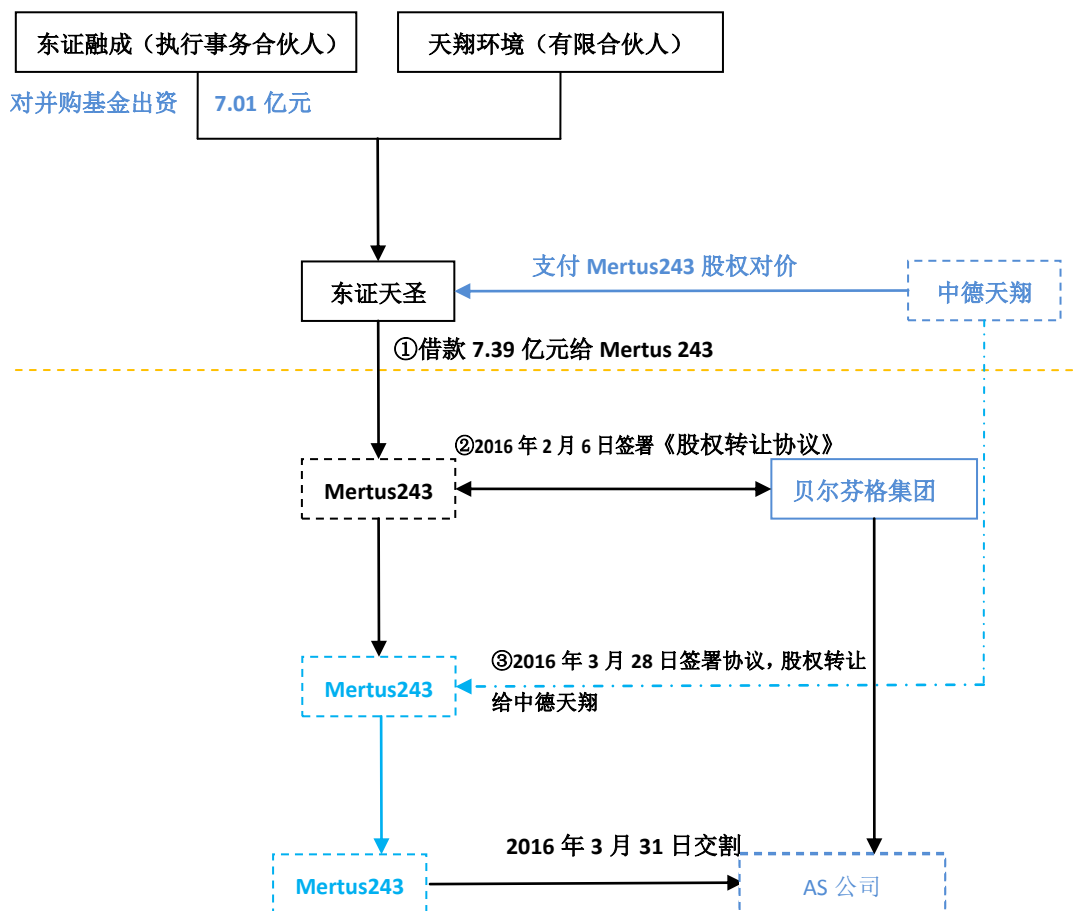 东证融成（执行事务合伙人）
天翔环境（有限合伙人）
对并购基金出资
7.01 亿元
支付 Mertus243 股权对价
东证天圣
中德天翔
①借款 7.39 亿元给 Mertus 243
②2016 年 2 月 6 日签署《股权转让协议》
Mertus243
贝尔芬格集团
③2016 年 3 月 28 日签署协议，股权转让
给中德天翔
Mertus243
2016 年 3 月 31 日交割
Mertus243
AS 公司